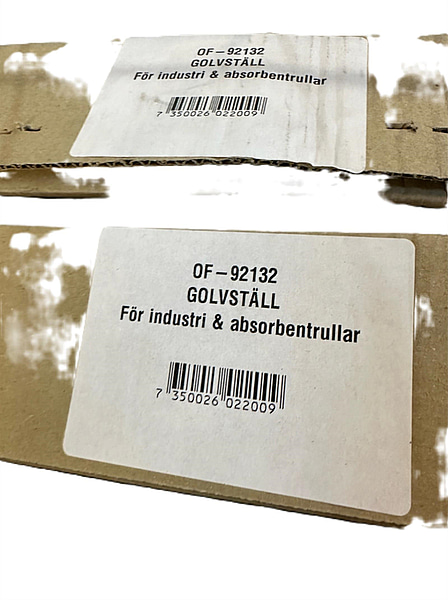 OF–92132
GOLVSTÄLL
För industri & absorbentrullar
7 350026 022009
OF–92132
GOLVSTÄLL
För industri & absorbentrullar
7 350026 022009